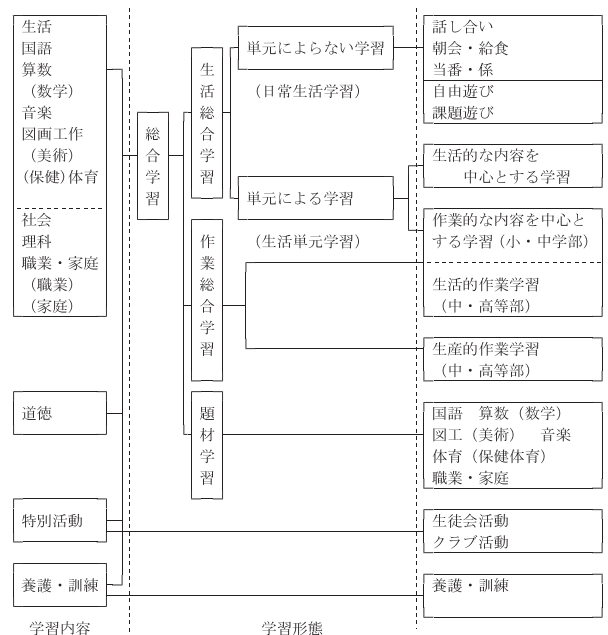 生活
国語
算数
(数学)
音楽
図画工作
(美術)
(保健)体育
社会
理科
職業・家庭
(職業)
(家庭)
道徳
特別活動
養護・訓練
学習内容
総合学習
生活総合学習
作業総合学習
題材学習
単元によらない学習
(日常生活学習)
単元による学習
(生活単元学習)
学習形態
話し合い
朝会・給食
当番・係
自由遊び
課題遊び
生活的な内容を
中心とする学習
作業的な内容を中心と
する学習(小・中学部)
生活的作業学習
(中・高等部)
生産的作業学習
(中・高等部)
国語 算数(数学)
図工(美術) 音楽
体育(保健体育)
職業・家庭
生徒会活動
クラブ活動
養護・訓練